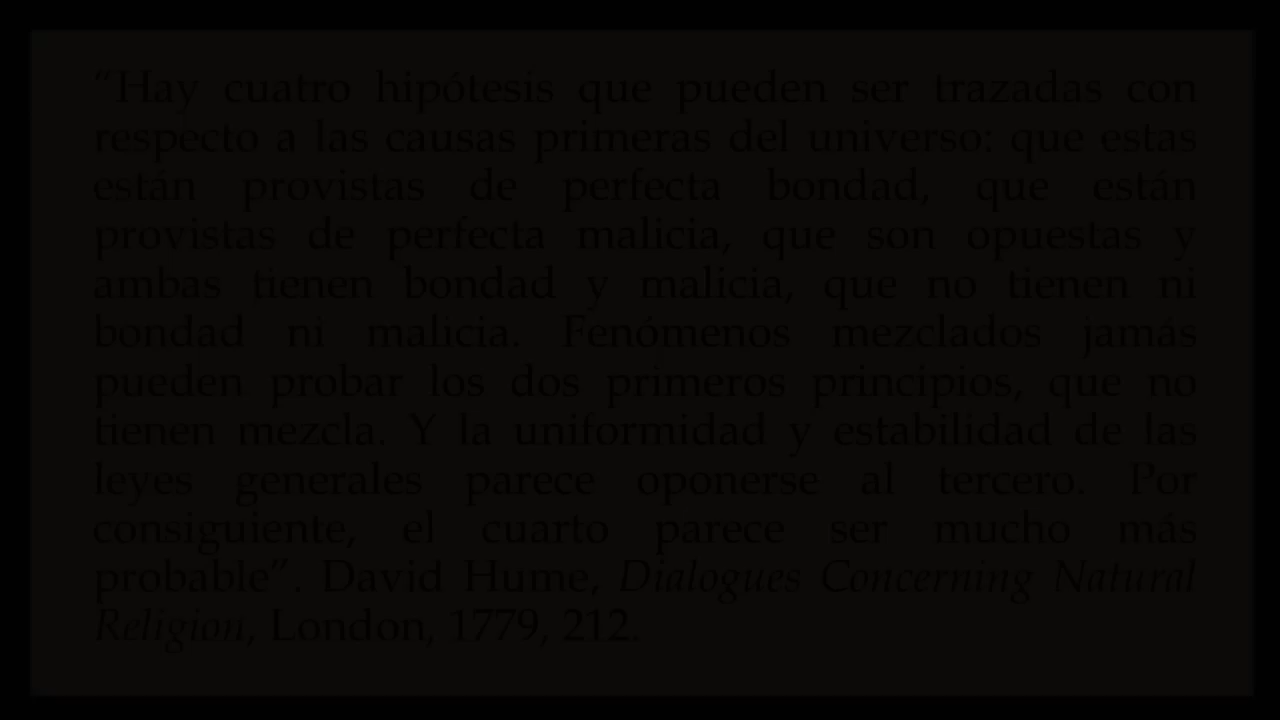 “Hay cuatro hipótesis que pueden ser trazadas con
respecto a las causas primeras del universo: que estas
están provistas de perfecta bondad, que están
provistas de perfecta malicia, que son opuestas y
ambas tienen bondad y malicia, que no tienen ni
bondad ni malicia. Fenómenos mezclados jamás
pueden probar los dos primeros principios, que no
tienen mezcla. Y la uniformidad y estabilidad de las
leyes generales parece oponerse al tercero. Por
consiguiente, el cuarto parece ser mucho más
probable”. David Hume, Dialogues Concerning Natural
Religion, London, 1779, 212.